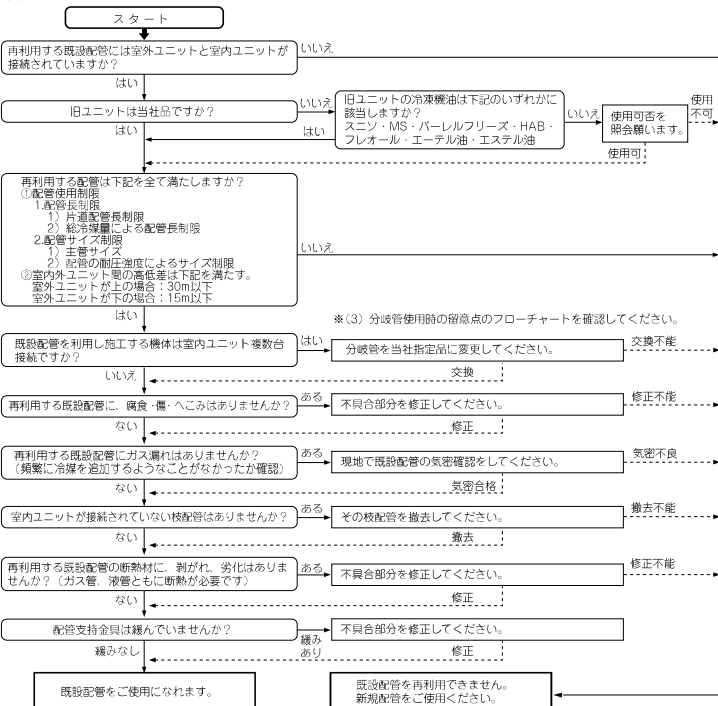 スタート
再利用する既設配管には室外ユニットと室内ユニットが
接続されていますか？
いいえ
はい
旧ユニットは当社品ですか？
いいえ
はい
旧ユニットの冷凍機油は下記のいずれかに
該当しますか？
スニソ・MS・バーレルフリーズ・HAB・
フレオール・エーテル油・エステル油
はい
いいえ
使用可否を
照会願います。
使用
不可
使用可
再利用する配管は下記を全て満たしますか？
①配管使用制限
1.配管長制限
1）片道配管長制限
2）総冷媒量による配管長制限
2.配管サイズ制限
1）主管サイズ
2）配管の耐圧強度によるサイズ制限
②室内外ユニット間の高低差は下記を満たす。
室外ユニットが上の場合：30m以下
室外ユニットが下の場合：15m以下
いいえ
はい
※（3）分岐管使用時の留意点のフローチャートを確認してください。
既設配管を利用し施工する機体は室内ユニット複数台
接続ですか？
はい
分岐管を当社指定品に変更してください。
交換不能
いいえ
交換
再利用する既設配管に、腐食・傷・へこみはありませんか？
ある
不具合部分を修正してください。
修正不能
ない
修正
再利用する既設配管にガス漏れはありませんか？
（頻繁に冷媒を追加するようなことがなかったか確認）
ある
現地で既設配管の気密確認をしてください。
気密不良
ない
気密合格
室内ユニットが接続されていない枝配管はありませんか？
ある
その枝配管を撤去してください。
撤去不能
ない
撤去
再利用する既設配管の断熱材に、剥がれ、劣化はありま
せんか？（ガス管、液管ともに断熱が必要です）
ある
不具合部分を修正してください。
修正不能
ない
修正
配管支持金具は緩んでいませんか？
緩み
あり
不具合部分を修正してください。
緩みなし
修正
既設配管をご使用になれます。
既設配管を再利用できません。
新規配管をご使用ください。